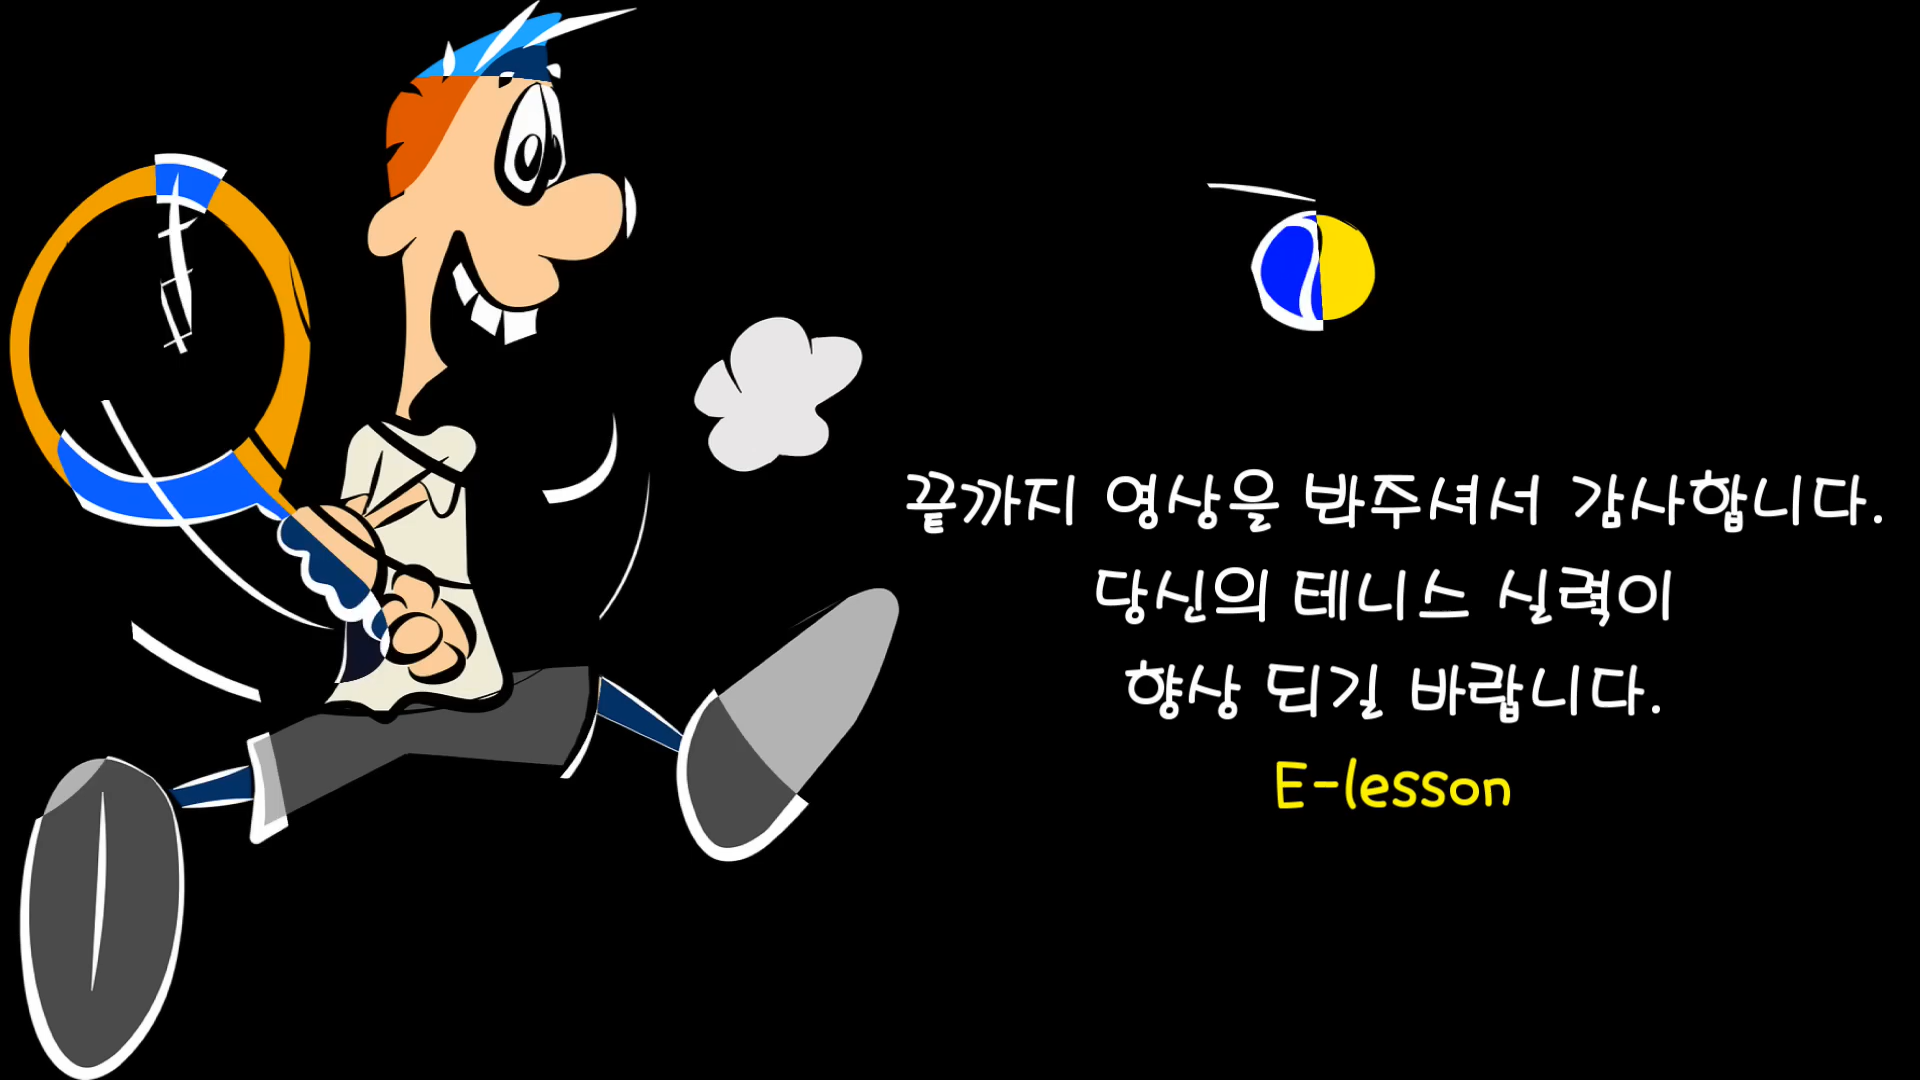 끝까지 영상을 봐주셔서 감사합니다.
당신의 테니스 실력이
향상 되길 바랍니다.
E-lesson